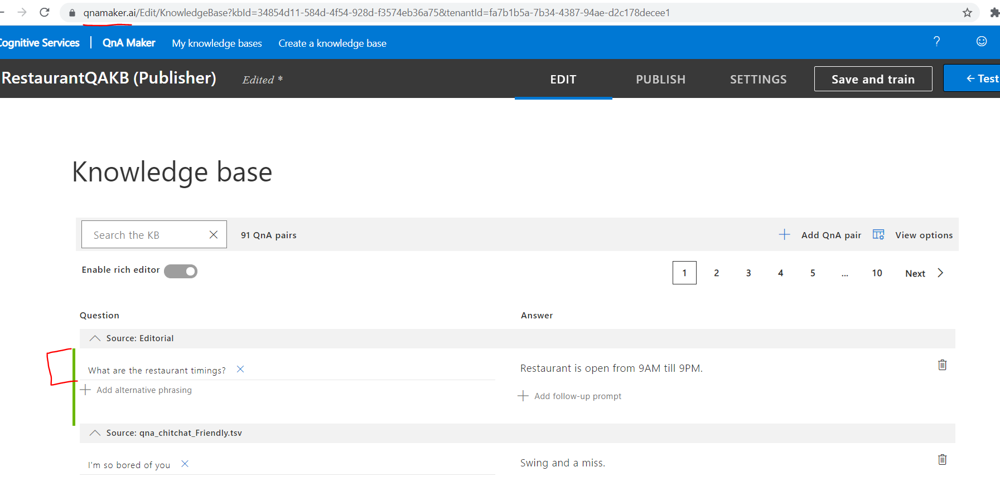 qnamaker.ai/Edit/KnowledgeBase?kbId=34854d11-584d-4f54-928d-f3574eb36a75&tenantId=fa7b1b5a-7b34-4387-94ae-d2c178decee1
Cognitive Services | QnA Maker My knowledge bases Create a knowledge base ?
RestaurantQAKB (Publisher) Edited * EDIT PUBLISH SETTINGS Save and train ← Test
Knowledge base
Search the KB 91 QnA pairs Add QnA pair View options
Enable rich editor 1 2 3 4 5 ... 10 Next
Question Answer
Source: Editorial
What are the restaurant timings? Restaurant is open from 9AM till 9PM.
Add alternative phrasing Add follow-up prompt
Source: qna_chitchat_Friendly.tsv
I'm so bored of you Swing and a miss.